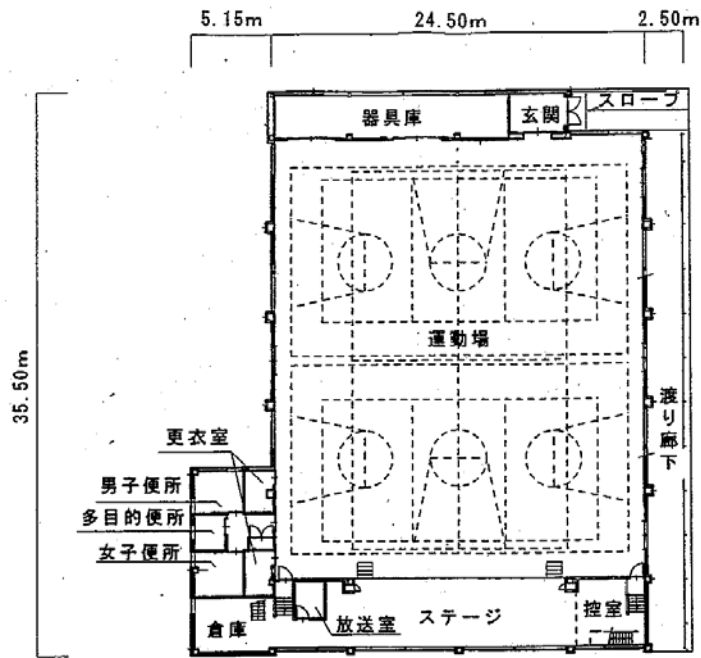 5.15m
24.50m
2.50m
35.50m
器具庫
玄関
スロープ
運動場
渡り廊下
更衣室
男子便所
多目的便所
女子便所
倉庫
放送室
ステージ
控室